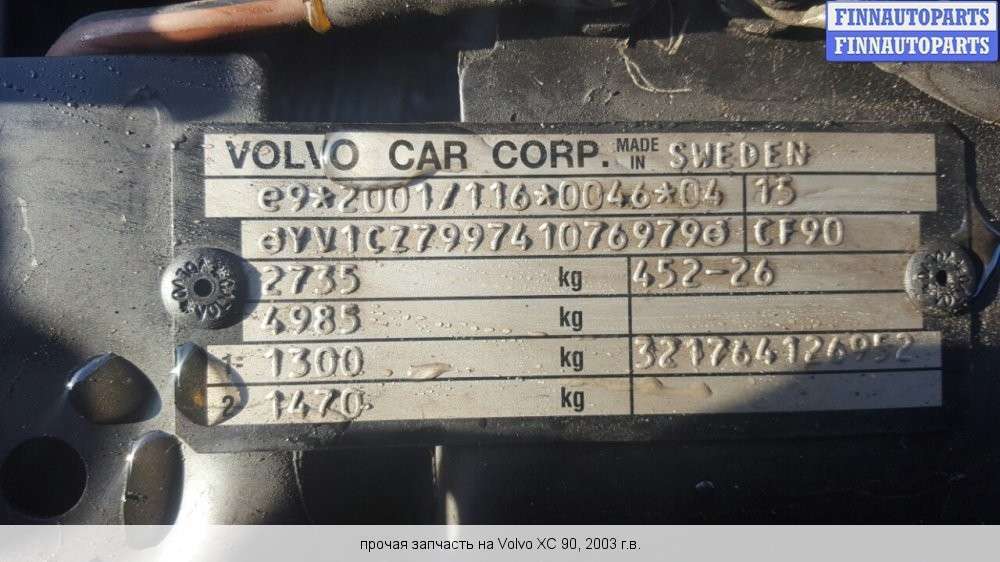 FINNAUTOPARTS
FINNAUTOPARTS
VOLVO CAR CORP. MADE IN SWEDEN
e9*2001/116*0046*04 15
YV1CZ799741076979 CF90
2735 kg 452-26
4985 kg
1= 1300 kg 321764126952
2 1470 kg
прочая запчасть на Volvo XC 90, 2003 г.в.